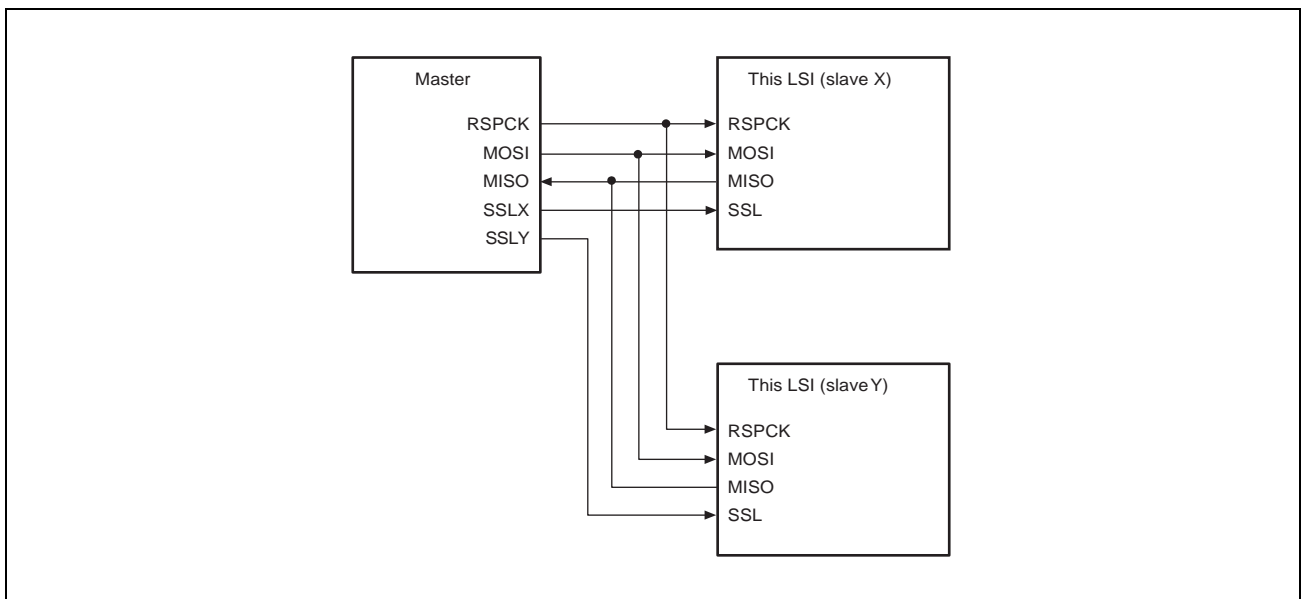 Master
RSPCK
MOSI
MISO
SSLX
SSLY
This LSI (slave X)
RSPCK
MOSI
MISO
SSL
This LSI (slave Y)
RSPCK
MOSI
MISO
SSL